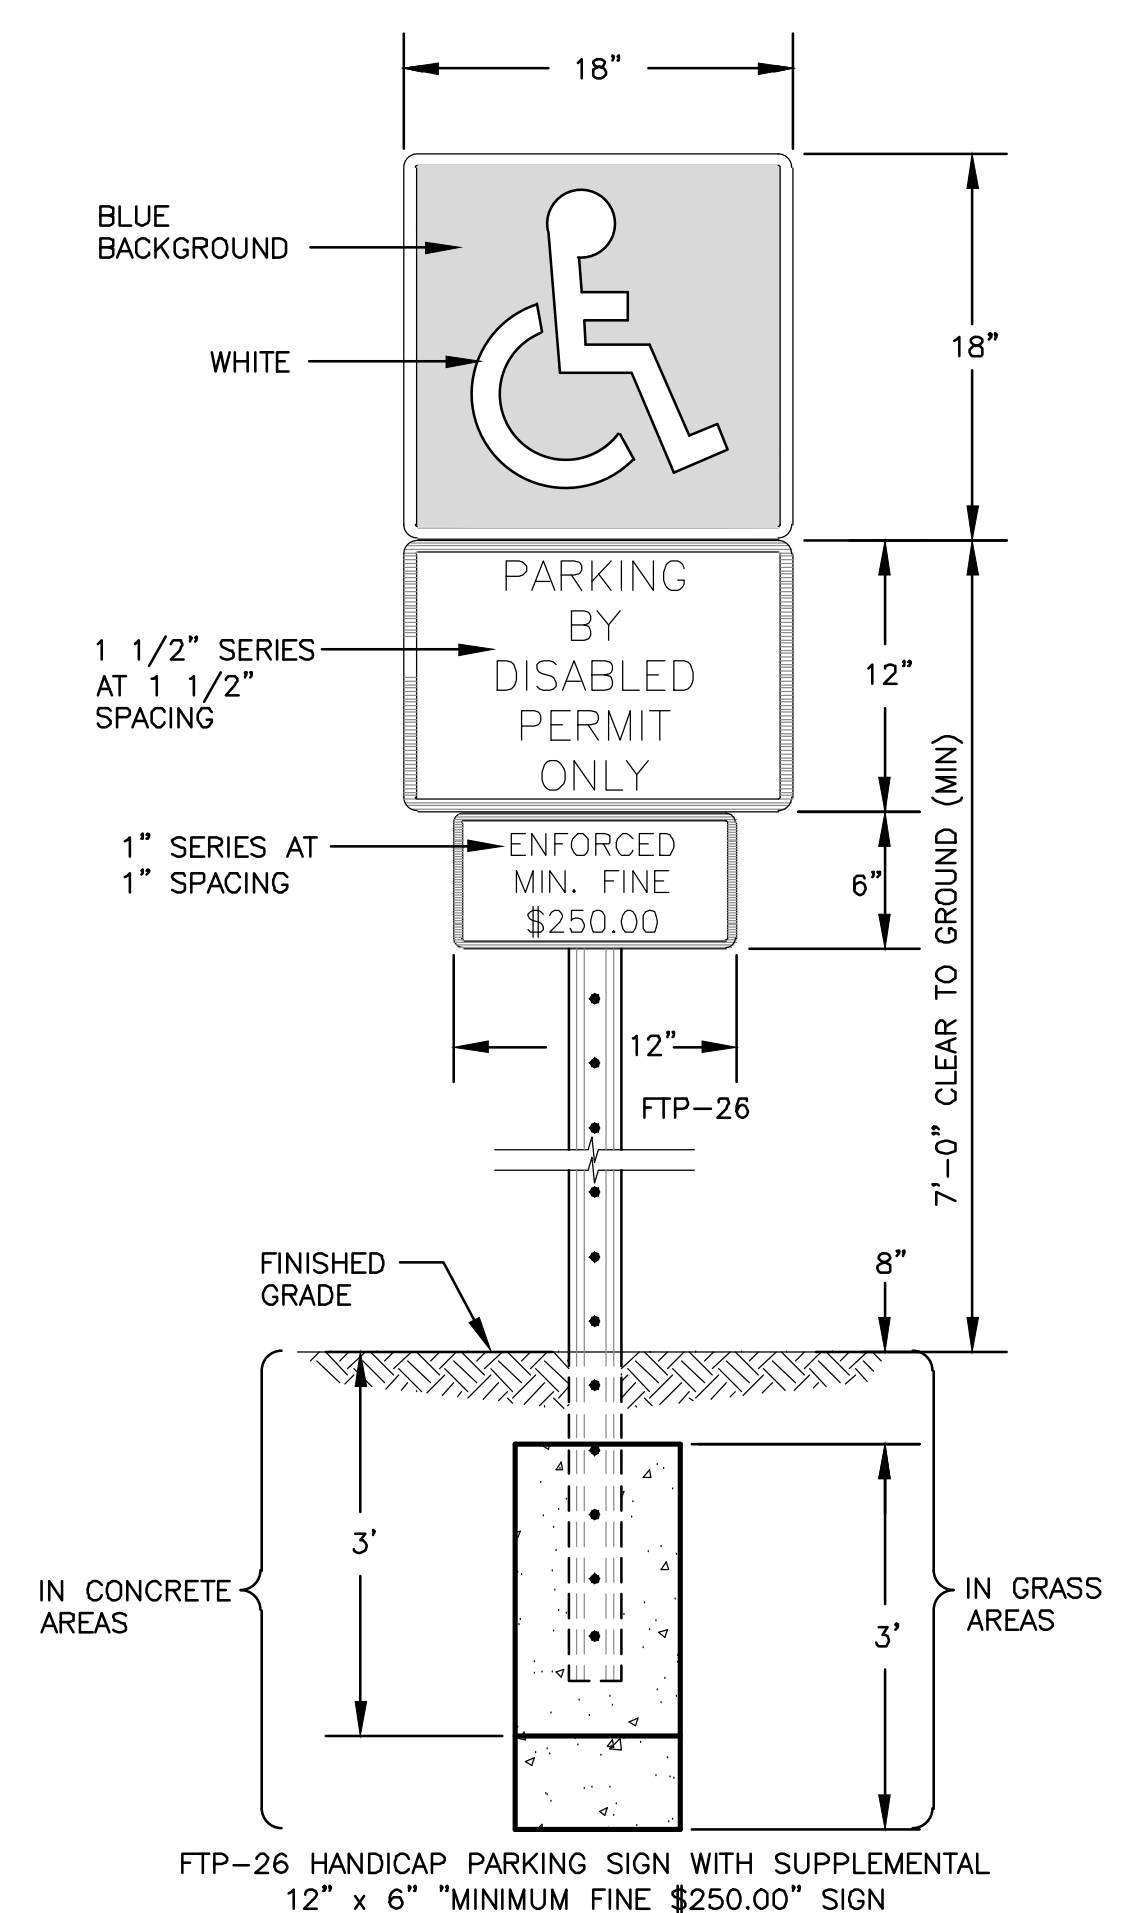 18"
BLUE
BACKGROUND
WHITE
18"
PARKING
BY
DISABLED
PERMIT
ONLY
1 1/2" SERIES
AT 1 1/2"
SPACING
12"
7'-0" CLEAR TO GROUND (MIN)
1" SERIES AT
1" SPACING
ENFORCED
MIN. FINE
$250.00
6"
12"
FTP-26
FINISHED
GRADE
8"
3'
IN CONCRETE
AREAS
IN GRASS
AREAS
3'
FTP-26 HANDICAP PARKING SIGN WITH SUPPLEMENTAL
12" x 6" "MINIMUM FINE $250.00" SIGN